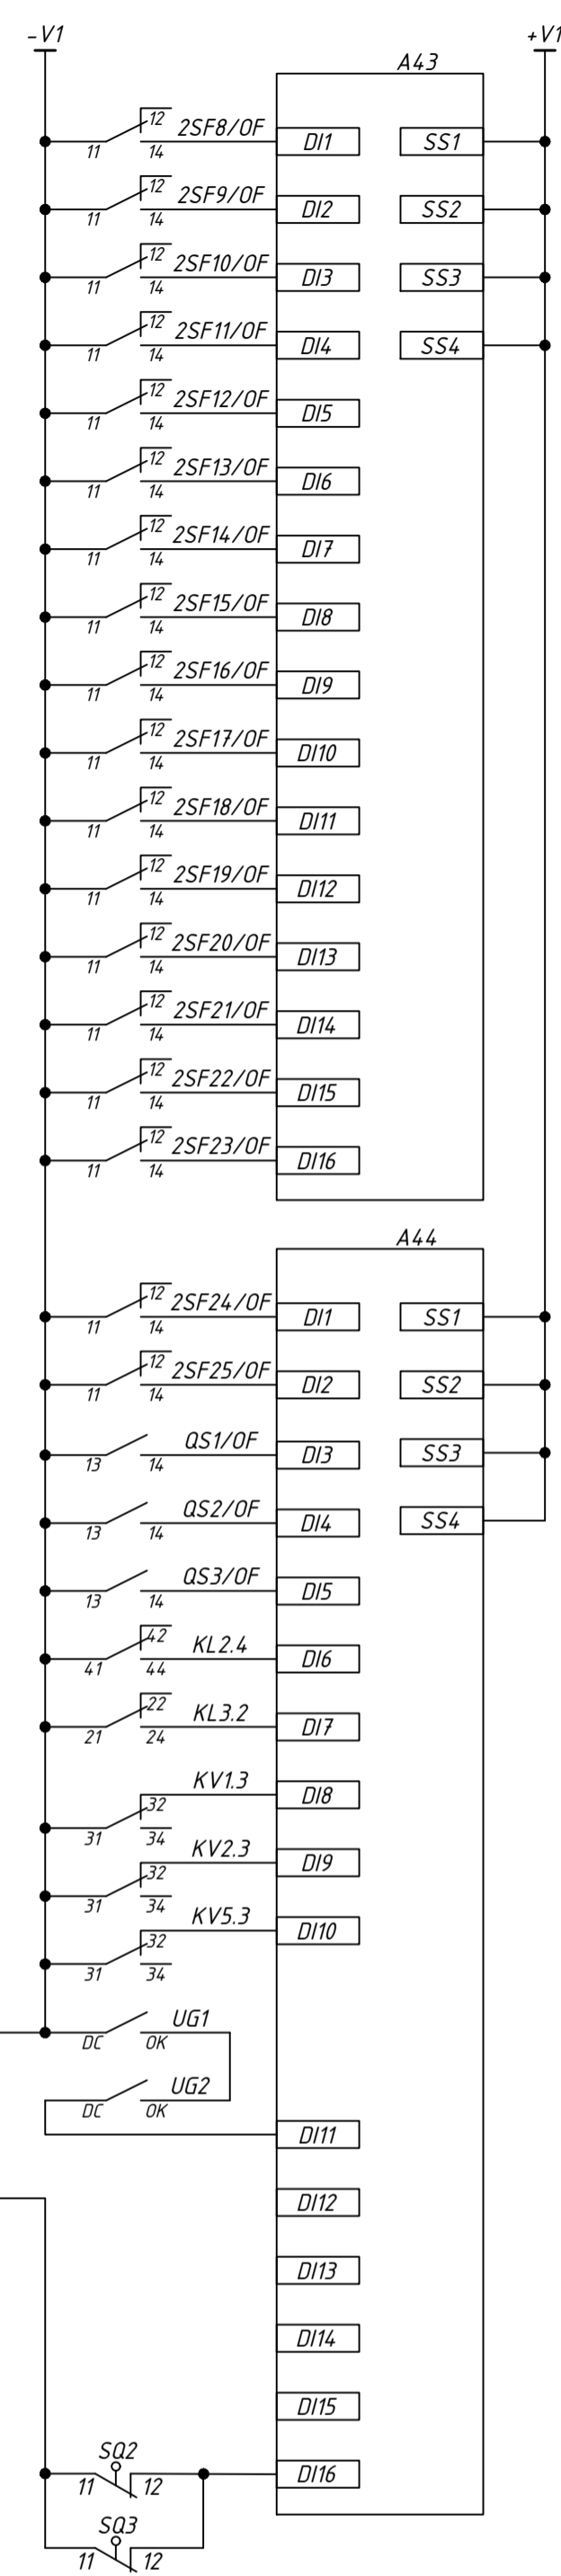 -V1 +V1
A43
12 2SF8/OF DI1 SS1
11 14
12 2SF9/OF DI2 SS2
11 14
12 2SF10/OF DI3 SS3
11 14
12 2SF11/OF DI4 SS4
11 14
12 2SF12/OF DI5
11 14
12 2SF13/OF DI6
11 14
12 2SF14/OF DI7
11 14
12 2SF15/OF DI8
11 14
12 2SF16/OF DI9
11 14
12 2SF17/OF DI10
11 14
12 2SF18/OF DI11
11 14
12 2SF19/OF DI12
11 14
12 2SF20/OF DI13
11 14
12 2SF21/OF DI14
11 14
12 2SF22/OF DI15
11 14
12 2SF23/OF DI16
11 14
A44
12 2SF24/OF DI1 SS1
11 14
12 2SF25/OF DI2 SS2
11 14
QS1/OF DI3 SS3
13 14
QS2/OF DI4 SS4
13 14
QS3/OF DI5
13 14
42 KL2.4 DI6
41 44
22 KL3.2 DI7
21 24
KV1.3 DI8
32
31 34
KV2.3 DI9
32
31 34
KV5.3 DI10
32
31 34
UG1
DC OK
UG2
DC OK
DI11
DI12
DI13
DI14
DI15
SQ2 DI16
11 12
SQ3
11 12